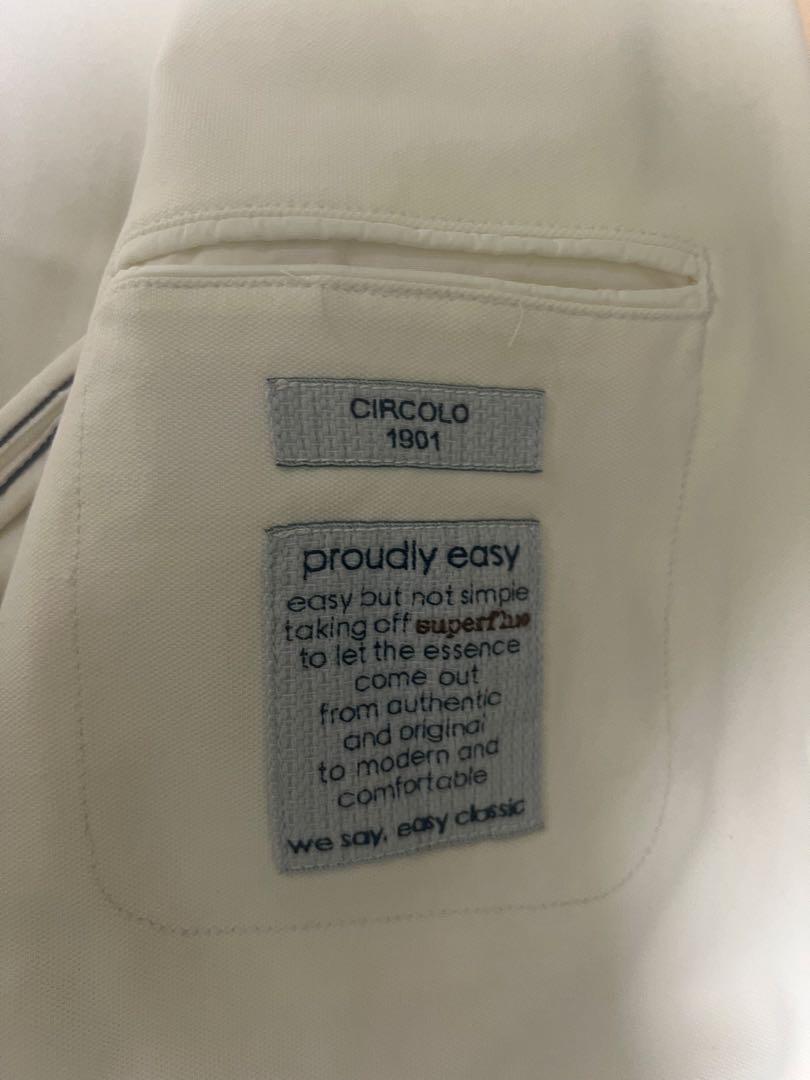 CIRCOLO
1901
proudly easy
easy but not simple
taking off superfluo
to let the essence
come out
from authentic
and original
to modern and
comfortable
we say, easy classic